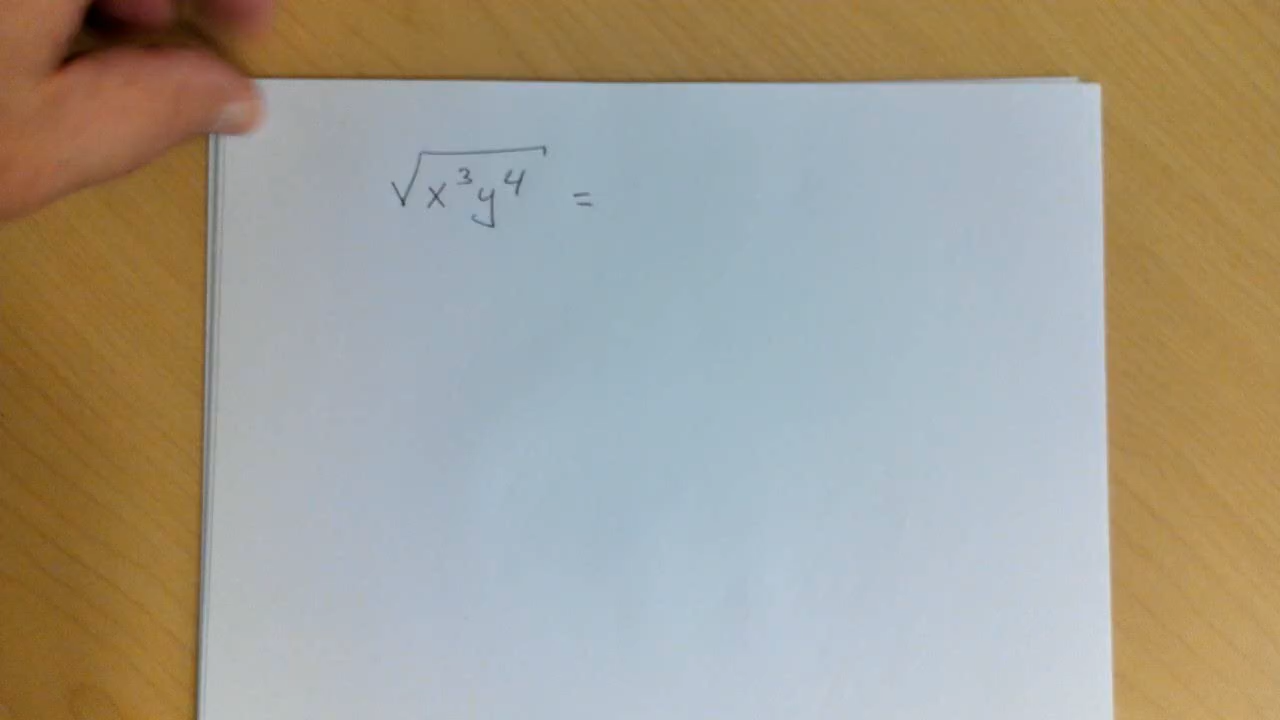 √(x³y⁴) =